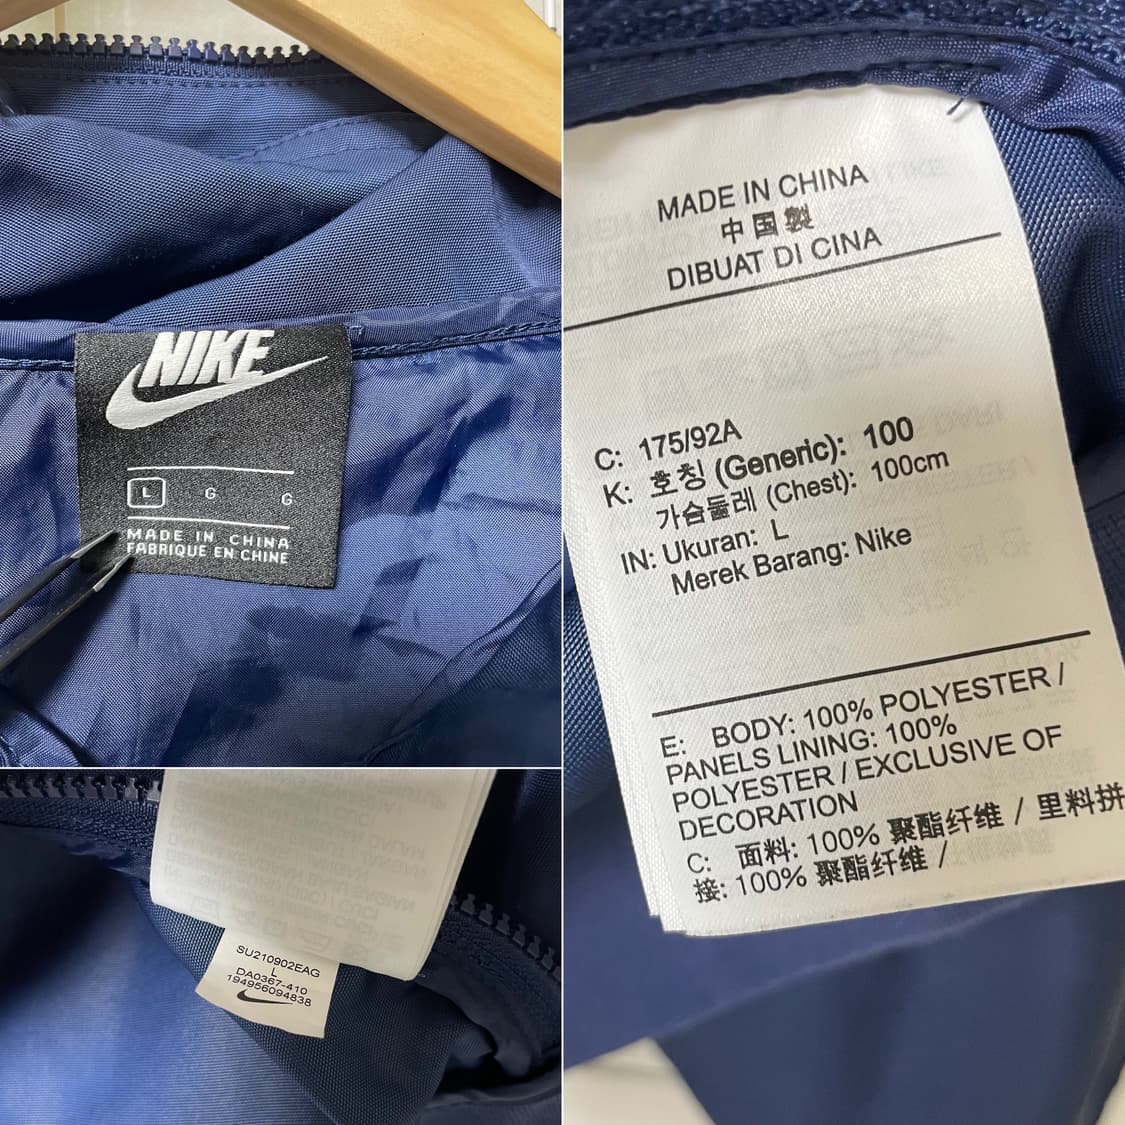 NIKE
L G G
MADE IN CHINA
FABRIQUE EN CHINE
MADE IN CHINA
中国製
DIBUAT DI CINA
C: 175/92A
K: 호칭 (Generic): 100
가슴둘레 (Chest): 100cm
IN: Ukuran: L
Merek Barang: Nike
E: BODY: 100% POLYESTER /
PANELS LINING: 100%
POLYESTER / EXCLUSIVE OF
DECORATION
C: 面料: 100% 聚酯纤维 / 里料拼
接: 100% 聚酯纤维 /
SU210902EAG
L
DA0367-410
194956094838